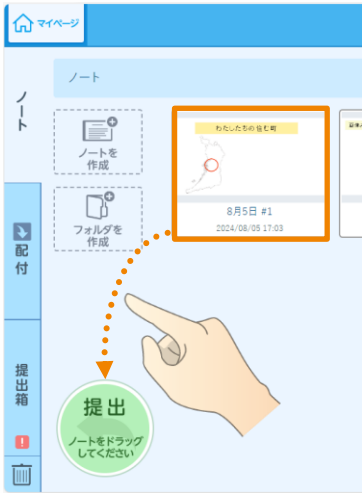 マイページ
ノート
ノート
ノートを
作成
わたしたちの住む町
8月5日 #1
2024/08/05 17:03
フォルダを
作成
配付
提出箱
提出
ノートをドラッグ
してください